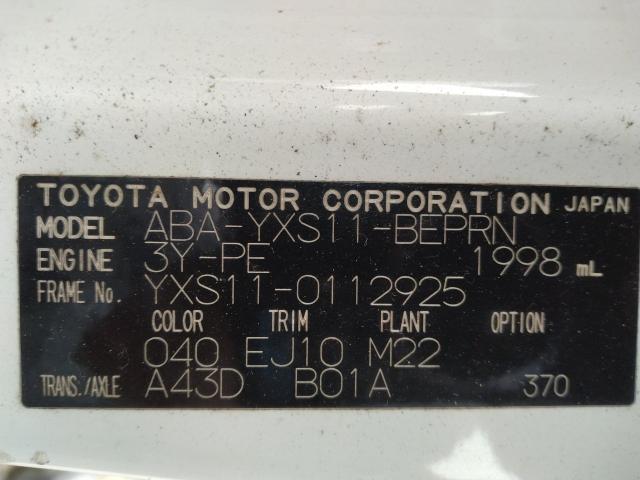 TOYOTA MOTOR CORPORATION JAPAN
MODEL ABA-YXS11-BEPRN
ENGINE 3Y-PE 1998 mL
FRAME No. YXS11-0112925
COLOR TRIM PLANT OPTION
040 EJ10 M22
TRANS./AXLE A43D B01A 370